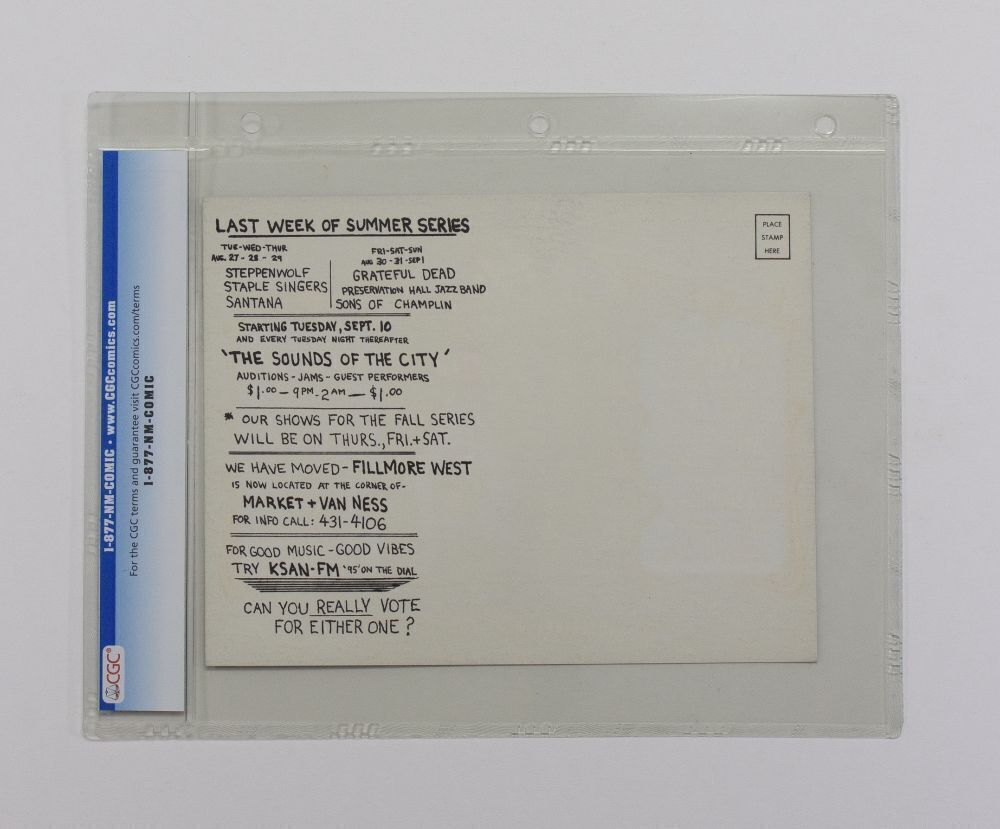 LAST WEEK OF SUMMER SERIES
TUE-WED-THUR
AUG. 27-28-29
STEPPENWOLF
STAPLE SINGERS
SANTANA
FRI-SAT-SUN
AUG 30-31-SEP1
GRATEFUL DEAD
PRESERVATION HALL JAZZ BAND
SONS OF CHAMPLIN
STARTING TUESDAY, SEPT. 10
AND EVERY TUESDAY NIGHT THEREAFTER
'THE SOUNDS OF THE CITY'
AUDITIONS-JAMS-GUEST PERFORMERS
$1.00 — 9PM-2AM — $1.00
* OUR SHOWS FOR THE FALL SERIES
WILL BE ON THURS., FRI.+SAT.
WE HAVE MOVED-FILLMORE WEST
IS NOW LOCATED AT THE CORNER OF-
MARKET + VAN NESS
FOR INFO CALL: 431-4106
FOR GOOD MUSIC-GOOD VIBES
TRY KSAN-FM '95' ON THE DIAL
CAN YOU REALLY VOTE
FOR EITHER ONE?
PLACE
STAMP
HERE
1-877-NM-COMIC • www.CGCcomics.com
For the CGC terms and guarantee visit CGCcomics.com/terms
1-877-NM-COMIC
CGC®